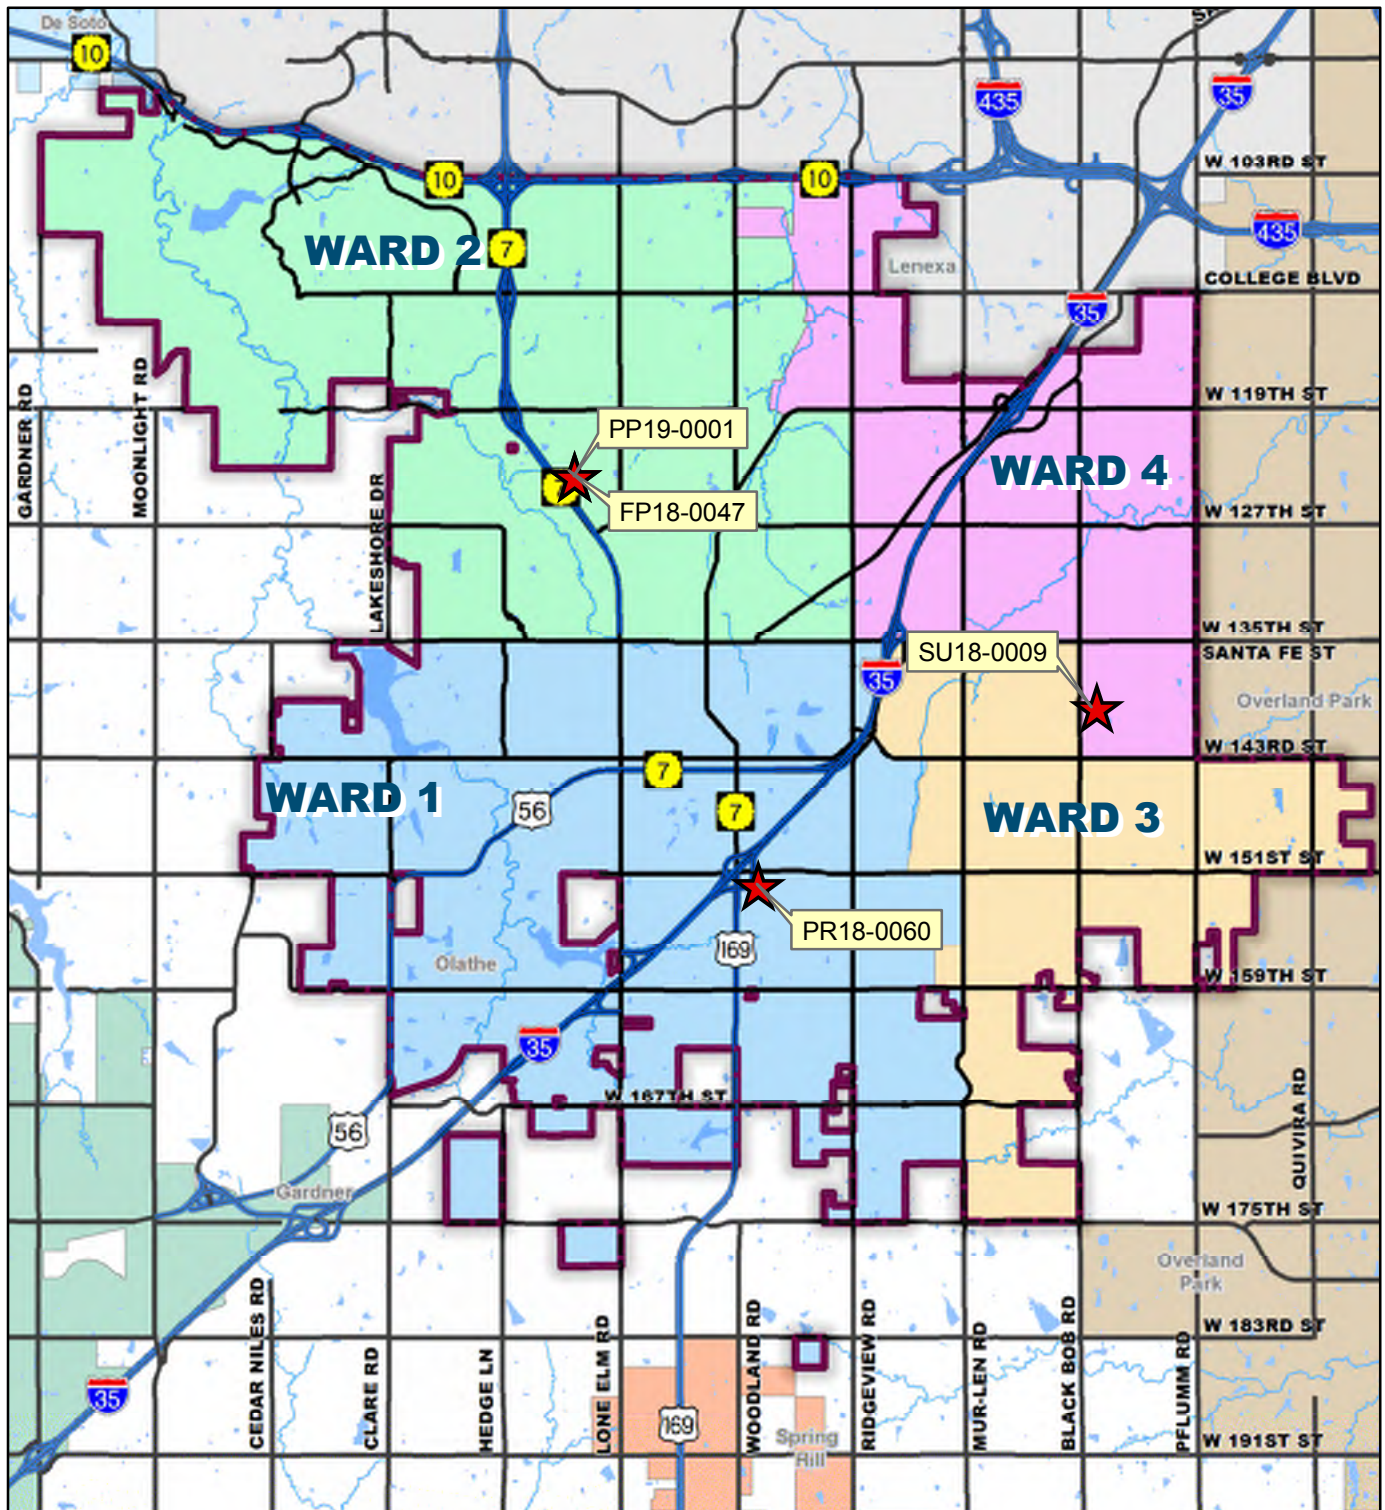 De Soto
10
435
35
W 103RD ST
10
10
WARD 2
7
435
Lenexa
COLLEGE BLVD
35
GARDNER RD
MOONLIGHT RD
W 119TH ST
PP19-0001
WARD 4
LAKESHORE DR
FP18-0047
W 127TH ST
W 135TH ST
SU18-0009
SANTA FE ST
35
Overland Park
W 143RD ST
7
WARD 1
56
7
WARD 3
W 151ST ST
PR18-0060
169
Olathe
W 159TH ST
35
W 167TH ST
56
QUIVIRA RD
Gardner
W 175TH ST
Overland
Park
CEDAR NILES RD
CLARE RD
HEDGE LN
LONE ELM RD
WOODLAND RD
RIDGEVIEW RD
MUR-LEN RD
BLACK BOB RD
PFLUMM RD
W 183RD ST
35
169
Spring
Hill
W 191ST ST